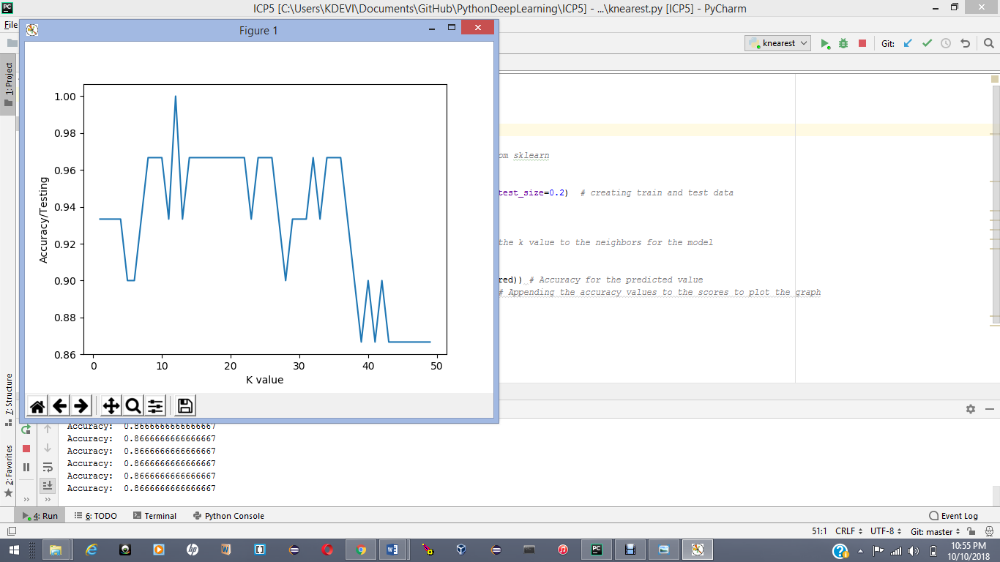 ICP5 [C:\Users\KDEVI\Documents\GitHub\PythonDeepLearning\ICP5] - ...\knearest.py [ICP5] - PyCharm
File
Figure 1
knearest
Git:
1: Project
7: Structure
2: Favorites
1.00
0.98
0.96
0.94
0.92
0.90
0.88
0.86
Accuracy/Testing
0 10 20 30 40 50
K value
om sklearn
test_size=0.2) # creating train and test data
the k value to the neighbors for the model
red)) # Accuracy for the predicted value
# Appending the accuracy values to the scores to plot the graph
Accuracy: 0.8666666666666667
Accuracy: 0.8666666666666667
Accuracy: 0.8666666666666667
Accuracy: 0.8666666666666667
Accuracy: 0.8666666666666667
Accuracy: 0.8666666666666667
4: Run 6: TODO Terminal Python Console Event Log
51:1 CRLF UTF-8 Git: master
10:55 PM
10/10/2018